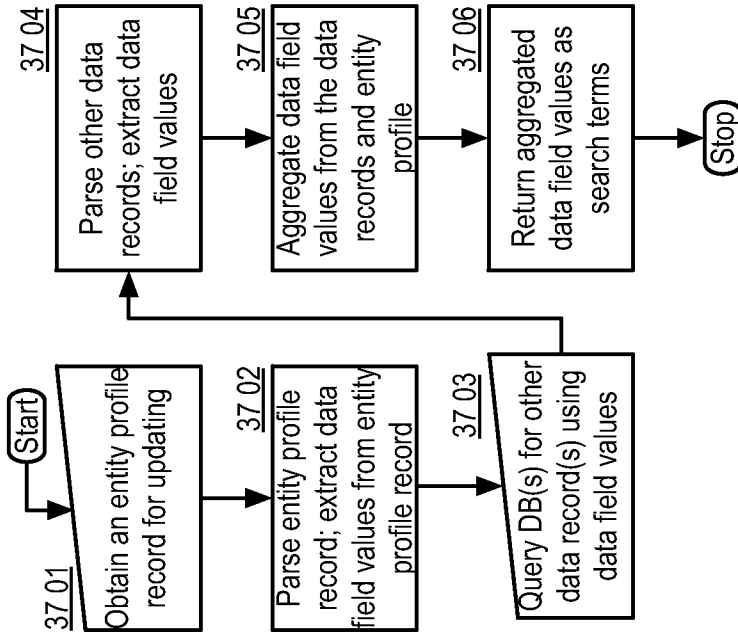 Start
37 01
Obtain an entity profile
record for updating
37 02
Parse entity profile
record; extract data
field values from entity
profile record
37 03
Query DB(s) for other
data record(s) using
data field values
37 04
Parse other data
records; extract data
field values
37 05
Aggregate data field
values from the data
records and entity
profile
37 06
Return aggregated
data field values as
search terms
Stop